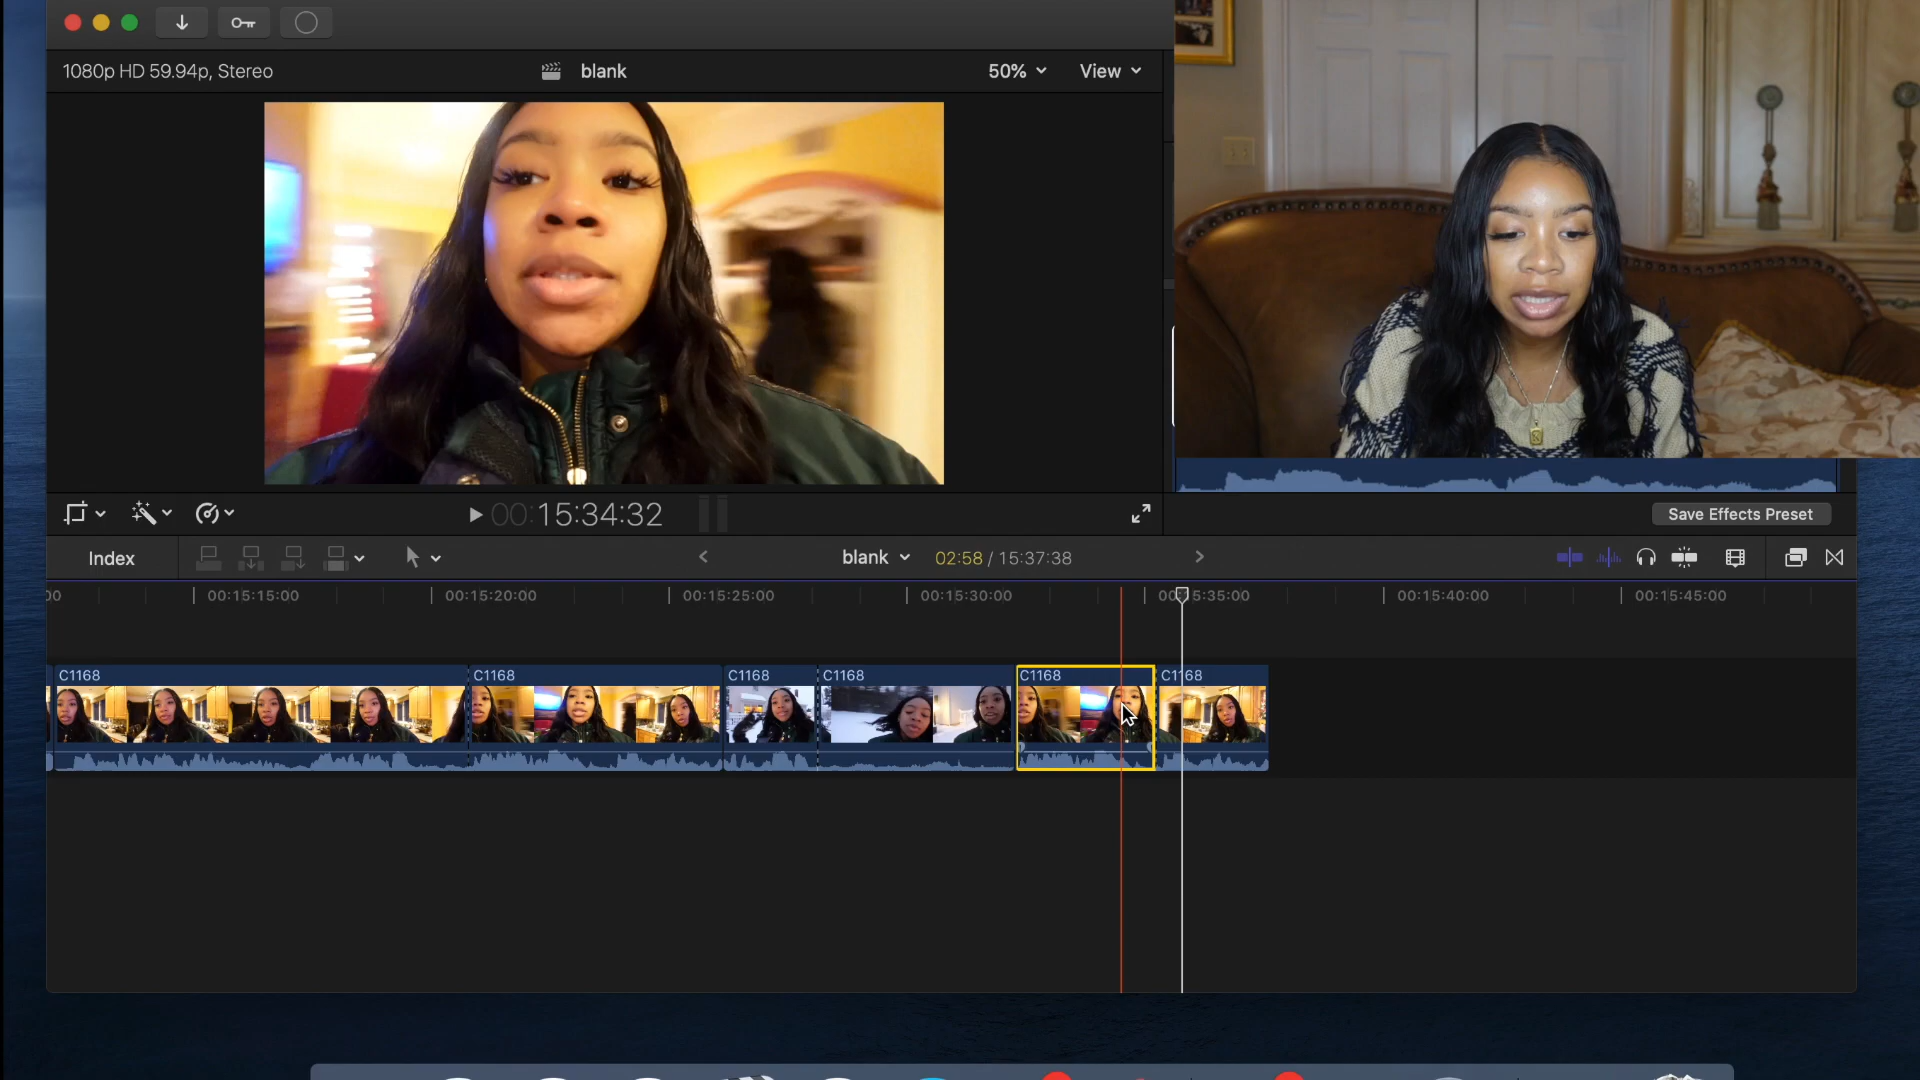 1080p HD 59.94p, Stereo
blank
50%
View
00:15:34:32
Save Effects Preset
Index
blank
02:58 / 15:37:38
00:15:15:00
00:15:20:00
00:15:25:00
00:15:30:00
00:15:35:00
00:15:40:00
00:15:45:00
C1168
C1168
C1168
C1168
C1168
C1168